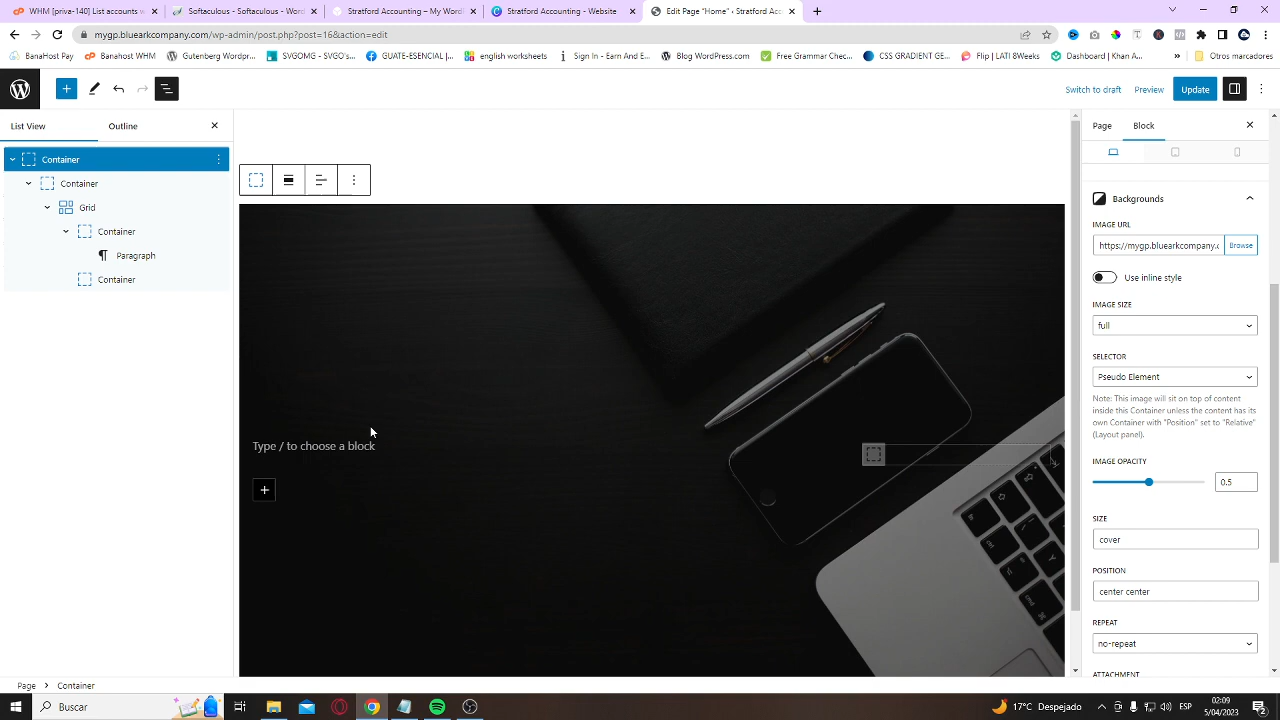 WHM [priva-140] List accounts w
Softaculous - Softaculous - Word
Stratford Accounting – My WordP
Stratford Accounting - Website
Edit Page "Home" ‹ Stratford Acc
mygp.bluearkcompany.com/wp-admin/post.php?post=16&action=edit
BanaHost Po
Banahost WHM
Gutenberg Wordpr...
SVGOMG - SVGO's...
GUATE-ESENCIAL |...
english worksheets
Sign In - Earn And E...
Blog WordPress.com
Free Grammar Chec...
CSS GRADIENT GE...
Flip | LATI 8Weeks
Dashboard | Khan A...
»
Otros marcadores
Switch to draft
Preview
Update
List View
Outline
Page
Block
Container
Container
Grid
Container
Paragraph
Container
Type / to choose a block
Backgrounds
IMAGE URL
https://mygp.bluearkcompany.c
Browse
Use inline style
IMAGE SIZE
full
SELECTOR
Pseudo Element
Note: This image will sit on top of content
inside this Container unless the content has its
own Container with "Position" set to "Relative"
(Layout panel).
IMAGE OPACITY
0.5
SIZE
cover
POSITION
center center
REPEAT
no-repeat
ATTACHMENT
Page
Container
Buscar
17°C Despejado
ESP
02:09
5/04/2023